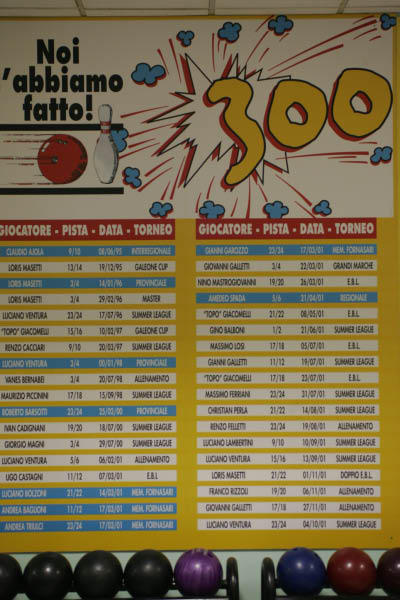 Noi
l'abbiamo
fatto!
300
GIOCATORE - PISTA - DATA - TORNEO
CLAUDIO AJOLA 9/10 08/06/95 INTERREGIONALE
LORIS MASETTI 13/14 19/12/95 GALEONE CUP
LORIS MASETTI 3/4 14/01/96 PROVINCIALE
LORIS MASETTI 3/4 29/02/96 MASTER
LUCIANO VENTURA 23/24 17/07/96 SUMMER LEAGUE
"TOPO" GIACOMELLI 15/16 10/02/97 GALEONE CUP
RENZO CACCIARI 9/10 20/03/97 SUMMER LEAGUE
LUCIANO VENTURA 3/4 00/01/98 PROVINCIALE
VANES BERNABEI 3/4 20/07/98 ALLENAMENTO
MAURIZIO PICCININI 17/18 15/09/98 SUMMER LEAGUE
ROBERTO BARSOTTI 23/24 25/02/00 PROVINCIALE
IVAN CADIGNANI 19/20 18/07/00 SUMMER LEAGUE
GIORGIO MAGNI 3/4 29/07/00 SUMMER LEAGUE
LUCIANO VENTURA 5/6 06/02/01 ALLENAMENTO
UGO CASTAGNI 11/12 07/03/01 E.B.L
LUCIANO BOLZONI 21/22 14/03/01 MEM. FORNASARI
ANDREA BAGLIONI 11/12 17/03/01 MEM. FORNASARI
ANDREA TRIULCI 23/24 17/03/01 MEM. FORNASARI
GIOCATORE - PISTA - DATA - TORNEO
GIANNI GAROZZO 23/24 17/03/01 MEM. FORNASARI
GIOVANNI GALLETTI 3/4 22/03/01 GRANDI MARCHE
NINO MASTROGIOVANNI 19/20 26/03/01 E.B.L
AMEDEO SPADA 5/6 21/04/01 REGIONALE
"TOPO" GIACOMELLI 21/22 08/05/01 E.B.L
GINO BALBONI 1/2 21/06/01 SUMMER LEAGUE
MASSIMO LOSI 17/18 05/07/01 E.B.L
GIANNI GALLETTI 11/12 19/07/01 SUMMER LEAGUE
"TOPO" GIACOMELLI 17/18 23/07/01 E.B.L
MASSIMO FERRIANI 23/24 31/07/01 SUMMER LEAGUE
CHRISTIAN PERLA 21/22 14/08/01 SUMMER LEAGUE
RENZO FELLETTI 23/24 19/08/01 ALLENAMENTO
LUCIANO LAMBERTINI 9/10 10/09/01 SUMMER LEAGUE
LUCIANO VENTURA 15/16 13/09/01 SUMMER LEAGUE
LORIS MASETTI 21/22 01/11/01 DOPPIO E.B.L.
FRANCO RIZZOLI 19/20 06/11/01 ALLENAMENTO
GIOVANNI GALLETTI 17/18 27/11/01 ALLENAMENTO
LUCIANO VENTURA 23/24 04/10/01 SUMMER LEAGUE